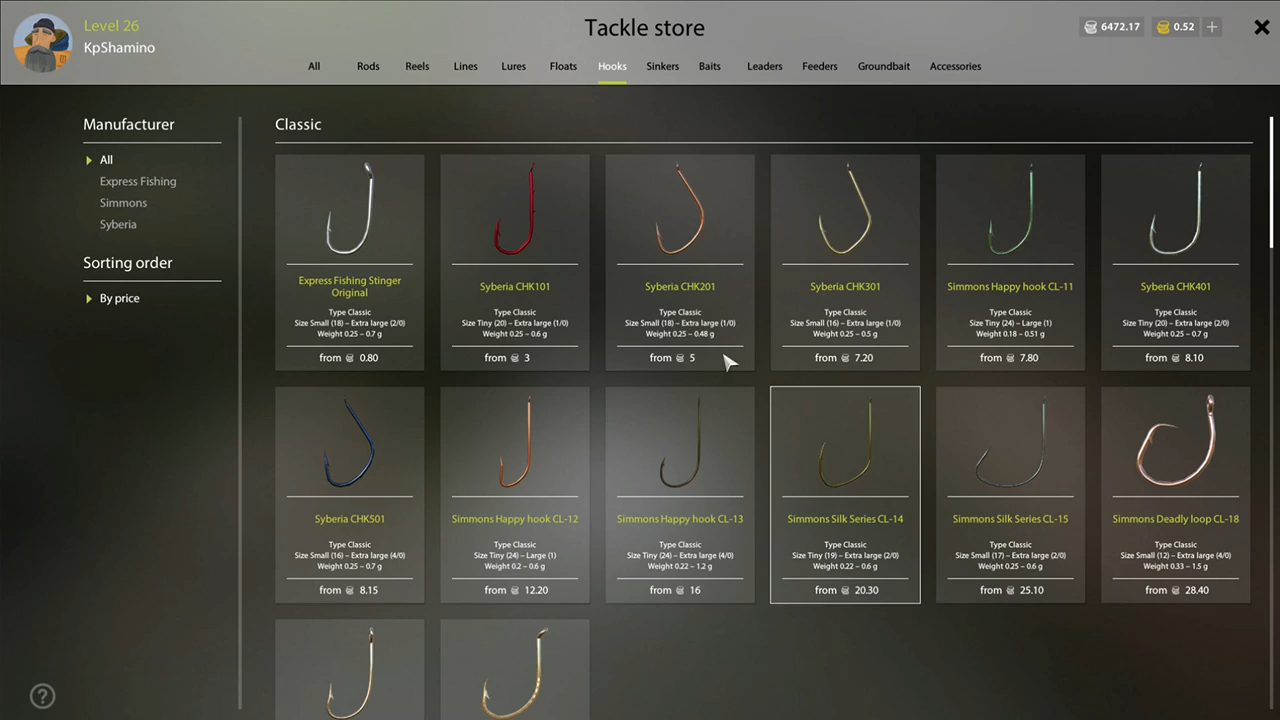 Level 26
KpShamino
Tackle store
6472.17
0.52
All Rods Reels Lines Lures Floats Hooks Sinkers Baits Leaders Feeders Groundbait Accessories
Manufacturer
All
Express Fishing
Simmons
Syberia
Sorting order
By price
Classic
Express Fishing Stinger
Original
Type Classic
Size Small (18) – Extra large (2/0)
Weight 0.25 – 0.7 g
from 0.80
Syberia CHK101
Type Classic
Size Tiny (20) – Extra large (1/0)
Weight 0.25 – 0.6 g
from 3
Syberia CHK201
Type Classic
Size Small (18) – Extra large (1/0)
Weight 0.25 – 0.48 g
from 5
Syberia CHK301
Type Classic
Size Small (16) – Extra large (1/0)
Weight 0.25 – 0.5 g
from 7.20
Simmons Happy hook CL-11
Type Classic
Size Tiny (24) – Large (1)
Weight 0.18 – 0.51 g
from 7.80
Syberia CHK401
Type Classic
Size Tiny (20) – Extra large (2/0)
Weight 0.25 – 0.7 g
from 8.10
Syberia CHK501
Type Classic
Size Small (16) – Extra large (4/0)
Weight 0.25 – 0.7 g
from 8.15
Simmons Happy hook CL-12
Type Classic
Size Tiny (24) – Large (1)
Weight 0.2 – 0.6 g
from 12.20
Simmons Happy hook CL-13
Type Classic
Size Tiny (24) – Extra large (4/0)
Weight 0.22 – 1.2 g
from 16
Simmons Silk Series CL-14
Type Classic
Size Tiny (19) – Extra large (2/0)
Weight 0.22 – 0.6 g
from 20.30
Simmons Silk Series CL-15
Type Classic
Size Small (17) – Extra large (2/0)
Weight 0.25 – 0.6 g
from 25.10
Simmons Deadly loop CL-18
Type Classic
Size Small (12) – Extra large (4/0)
Weight 0.33 – 1.5 g
from 28.40